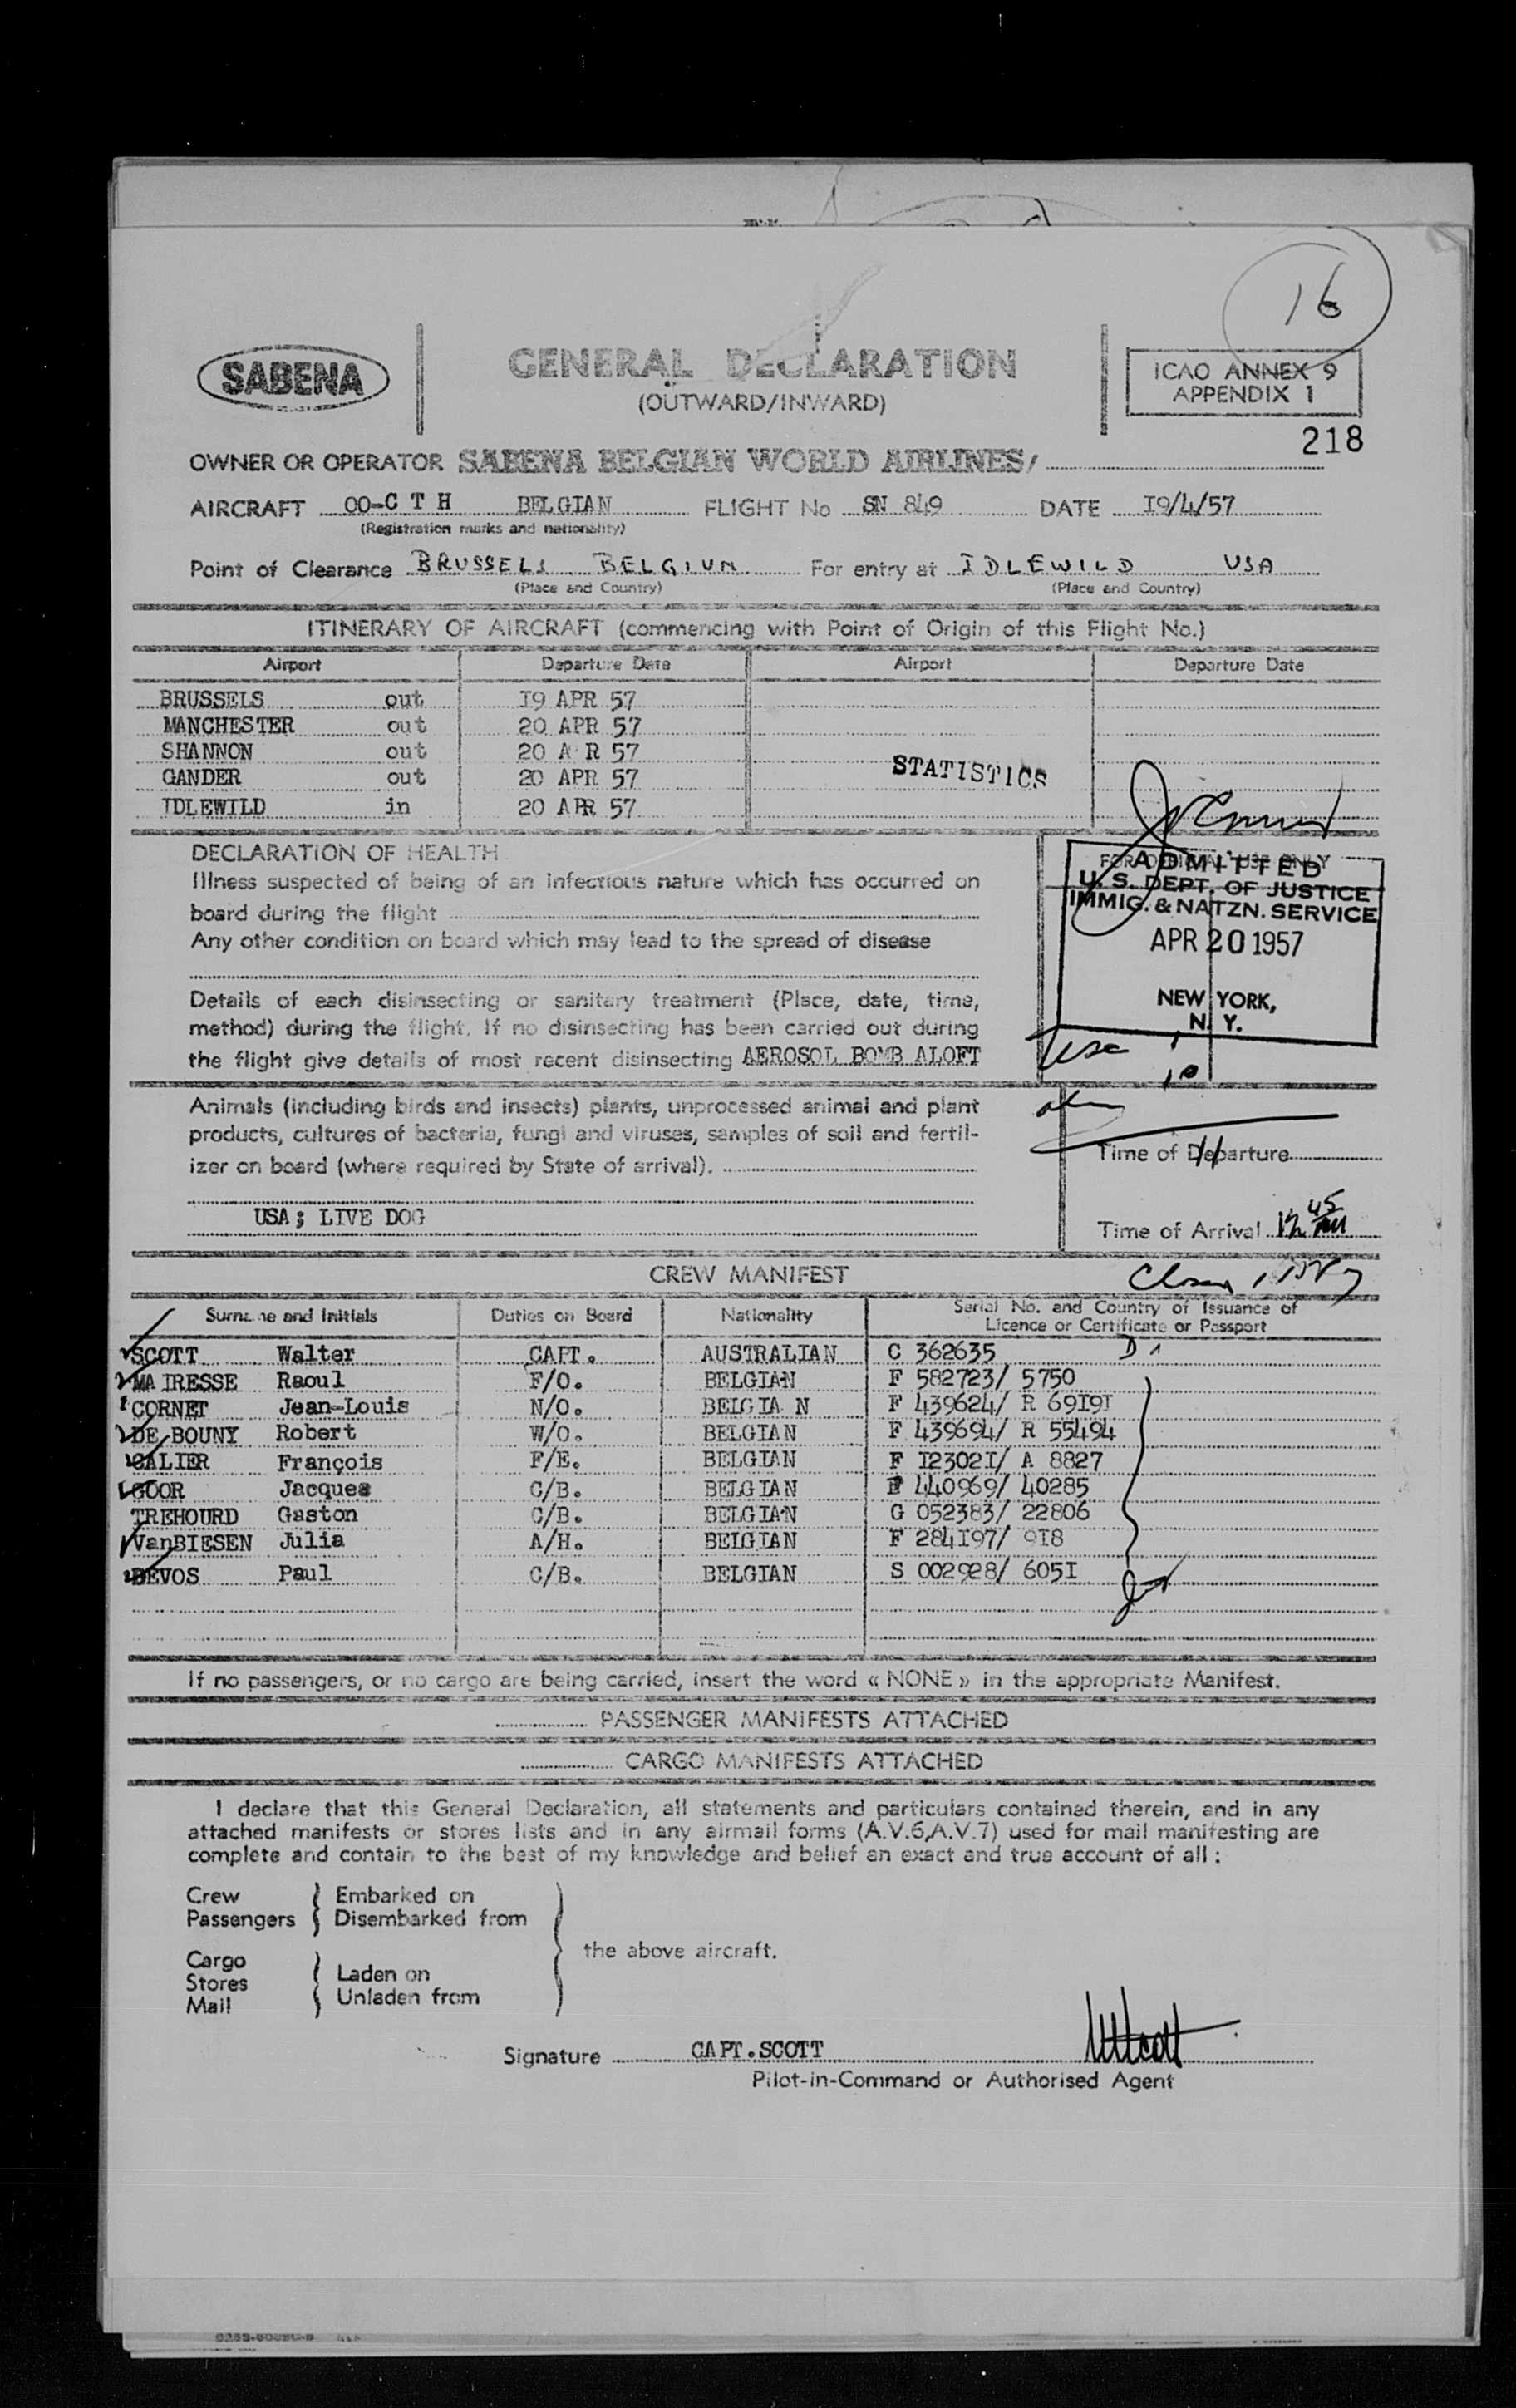 16
SABENA
GENERAL DECLARATION
(OUTWARD/INWARD)
ICAO ANNEX 9
APPENDIX 1
218
OWNER OR OPERATOR SABENA BELGIAN WORLD AIRLINES
AIRCRAFT OO-C T H BELGIAN FLIGHT No SN 849 DATE I9/4/57
(Registration marks and nationality)
Point of Clearance BRUSSELS BELGIUM For entry at IDLEWILD USA
(Place and Country) (Place and Country)
ITINERARY OF AIRCRAFT (commencing with Point of Origin of this Flight No.)
Airport Departure Date Airport Departure Date
BRUSSELS out I9 APR 57
MANCHESTER out 20 APR 57
SHANNON out 20 A R 57
GANDER out 20 APR 57
IDLEWILD in 20 APR 57
STATISTICS
DECLARATION OF HEALTH
Illness suspected of being of an infectious nature which has occurred on
board during the flight
Any other condition on board which may lead to the spread of disease
Details of each disinsecting or sanitary treatment (Place, date, time,
method) during the flight. If no disinsecting has been carried out during
the flight give details of most recent disinsecting AEROSOL BOMB ALOFT
FOR OFFICIAL USE ONLY
ADMITTED
U. S. DEPT. OF JUSTICE
IMMIG. & NATZN. SERVICE
APR 20 1957
NEW YORK,
N. Y.
Animals (including birds and insects) plants, unprocessed animal and plant
products, cultures of bacteria, fungi and viruses, samples of soil and fertil-
izer on board (where required by State of arrival).
USA; LIVE DOG
Time of Departure
Time of Arrival
CREW MANIFEST
Surname and Initials Duties on Board Nationality Serial No. and Country of Issuance of
Licence or Certificate or Passport
SCOTT Walter CAPT. AUSTRALIAN C 362635
MAIRESSE Raoul F/O. BELGIAN F 582723/ 5750
CORNET Jean-Louis N/O. BELGIA N F 439624/ R 69I9I
DE BOUNY Robert W/O. BELGIAN F 439694/ R 55494
CALIER François F/E. BELGIAN F I2302I/ A 8827
GOOR Jacques C/B. BELGIAN 440969/ 40285
TREHOURD Gaston C/B. BELGIAN G 052383/ 22806
VanBIESEN Julia A/H. BELGIAN F 284I97/ 9I8
DEVOS Paul C/B. BELGIAN S 002928/ 605I
If no passengers, or no cargo are being carried, insert the word « NONE » in the appropriate Manifest.
PASSENGER MANIFESTS ATTACHED
CARGO MANIFESTS ATTACHED
I declare that this General Declaration, all statements and particulars contained therein, and in any
attached manifests or stores lists and in any airmail forms (A.V.6,A.V.7) used for mail manifesting are
complete and contain to the best of my knowledge and belief an exact and true account of all :
Crew Embarked on
Passengers Disembarked from
the above aircraft.
Cargo
Stores Laden on
Mail Unladen from
Signature CAPT.SCOTT
Pilot-in-Command or Authorised Agent